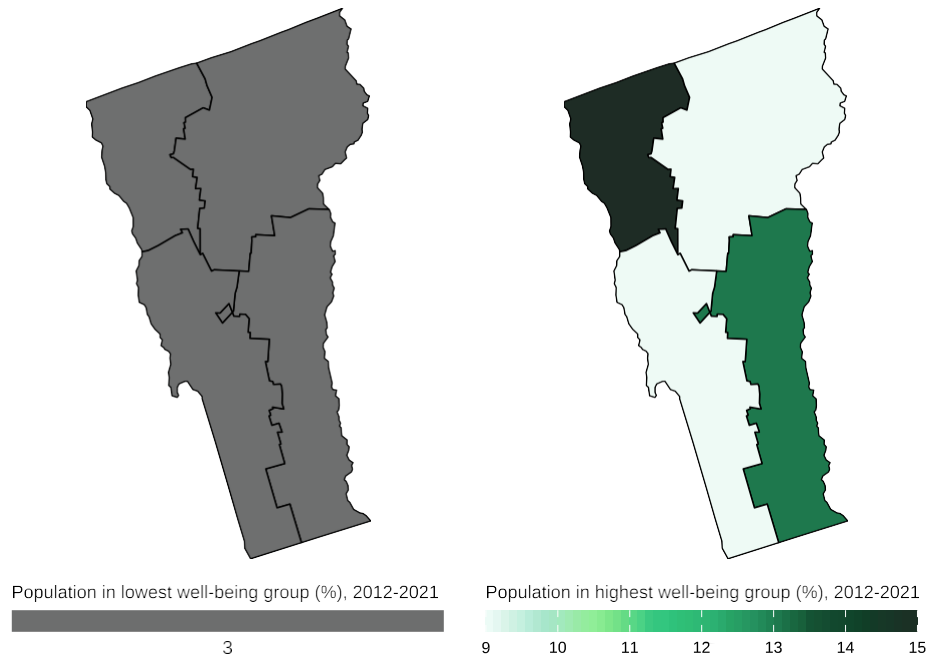 Population in lowest well-being group (%), 2012-2021
3
Population in highest well-being group (%), 2012-2021
9 10 11 12 13 14 15